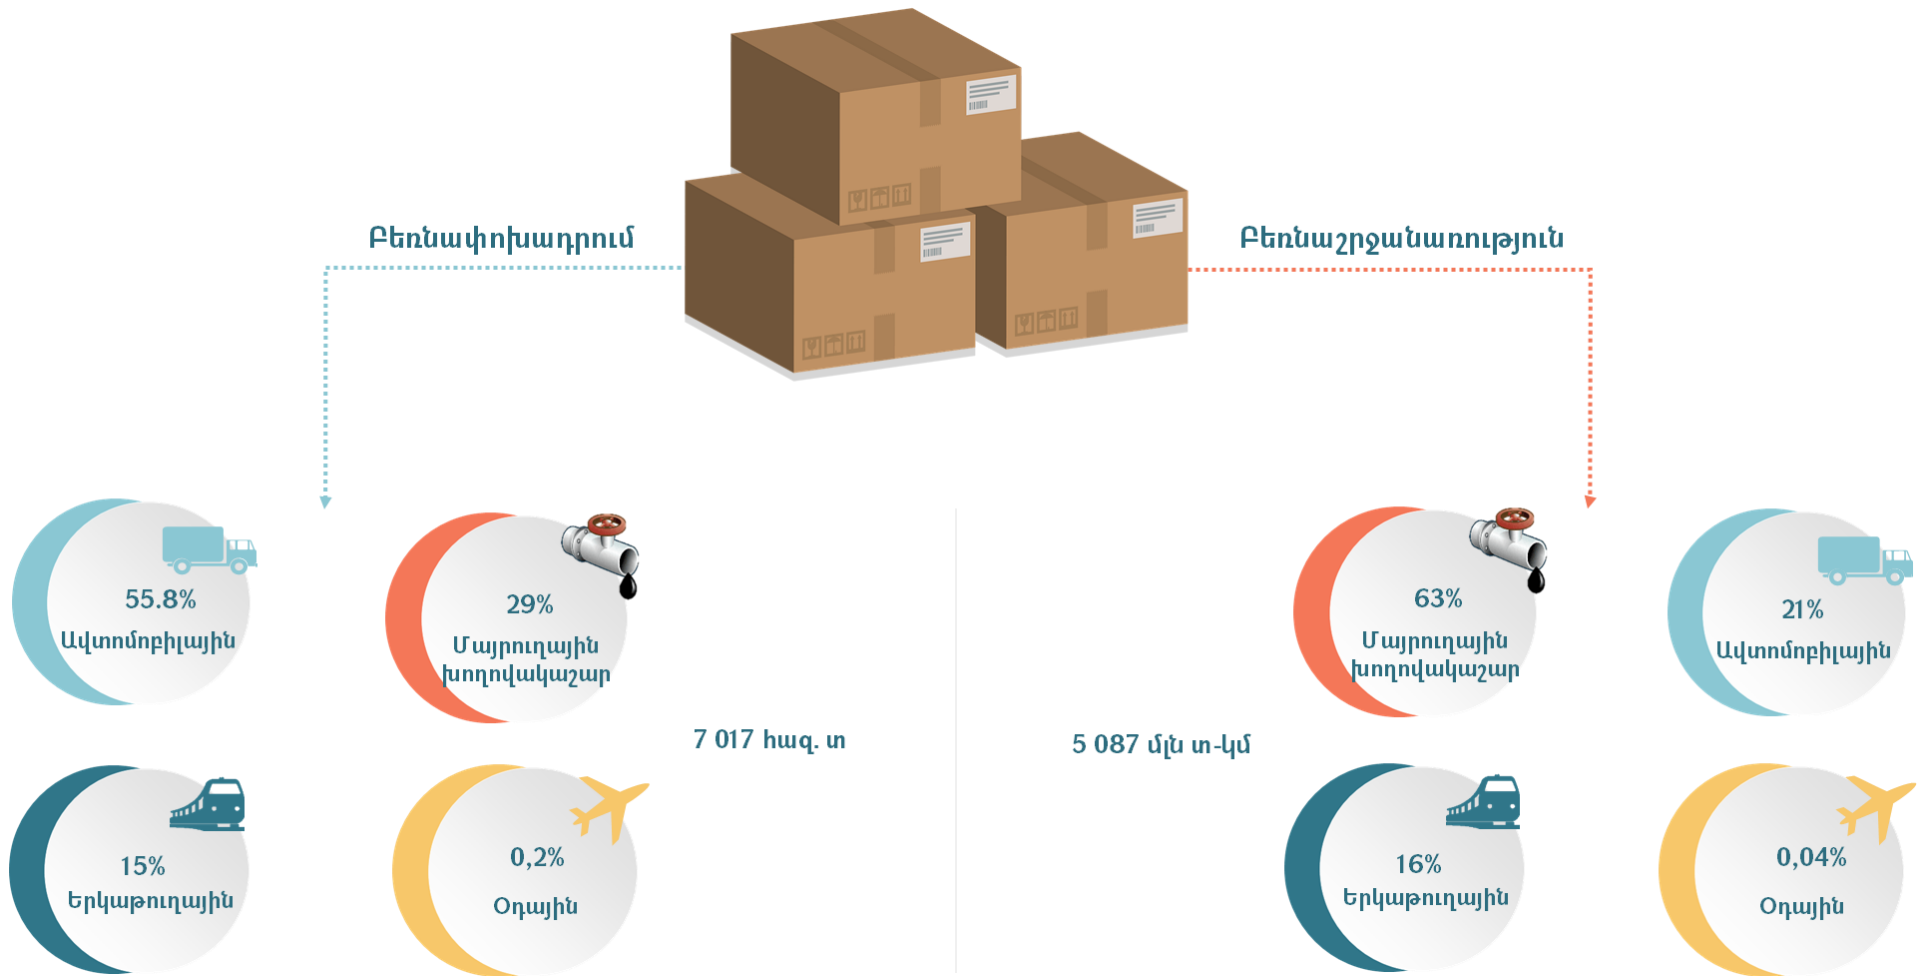 Բեռնափոխադրում
Բեռնաշրջանառություն
55.8%
Ավտոմոբիլային
29%
Մայրուղային
խողովակաշար
15%
Երկաթուղային
0,2%
Օդային
7 017 հազ. տ
5 087 մլն տ-կմ
63%
Մայրուղային
խողովակաշար
21%
Ավտոմոբիլային
16%
Երկաթուղային
0,04%
Օդային